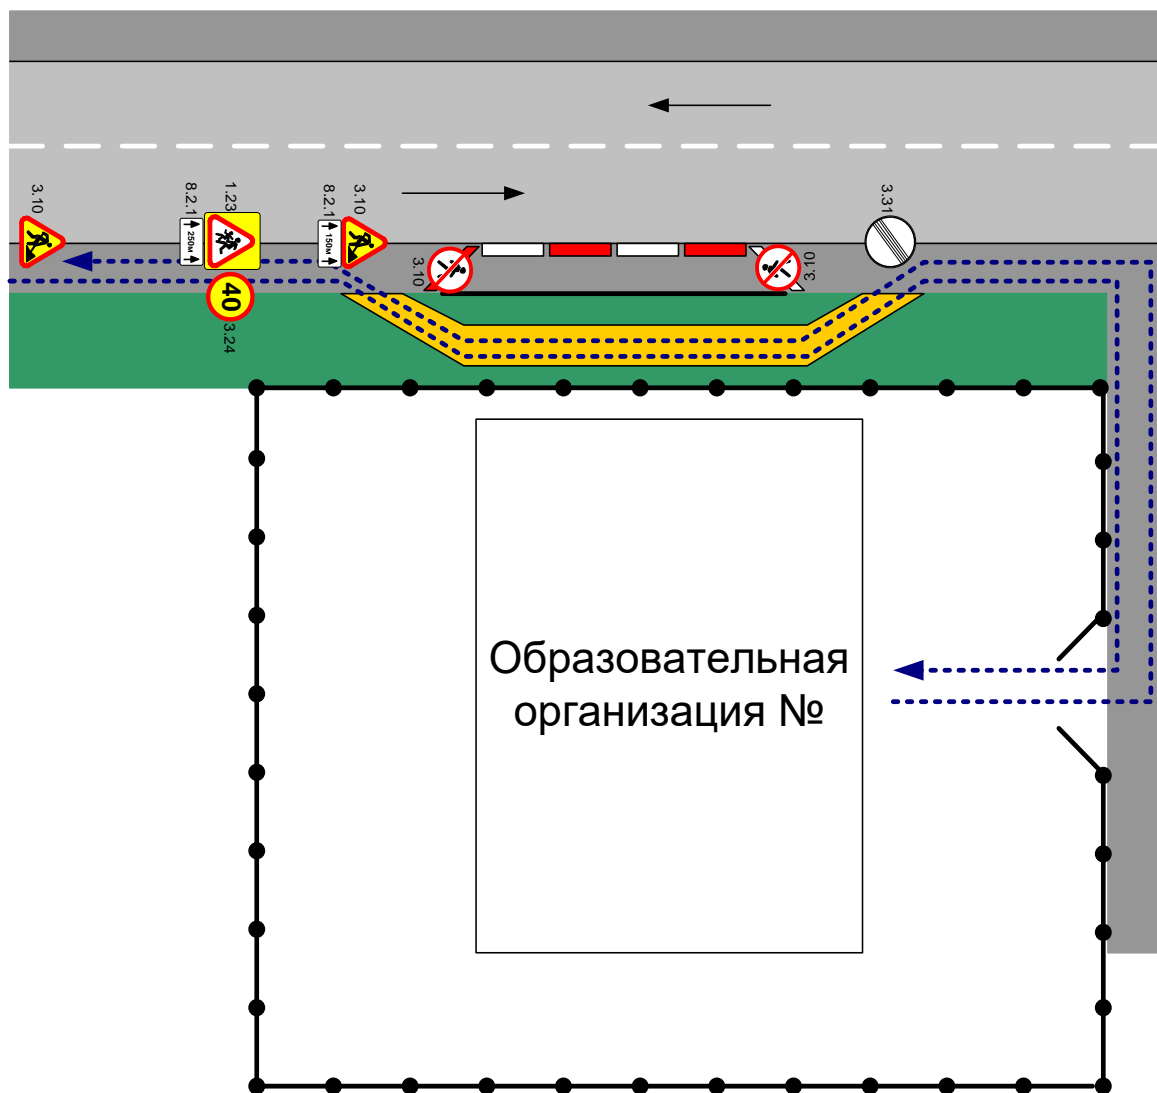 3.10
8.2.1
250м
1.23
40
3.24
8.2.1
150м
3.10
3.10
3.10
3.31
Образовательная
организация №